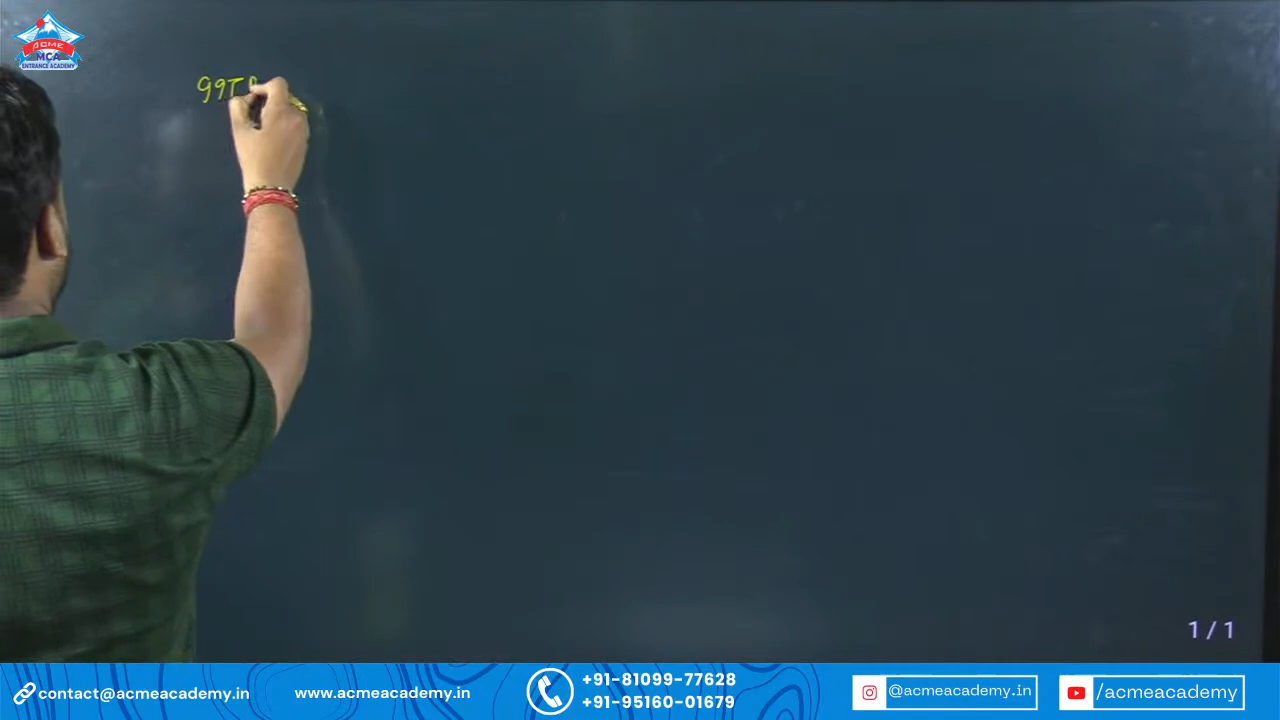 ACME
MCA
ENTRANCE ACADEMY
1 / 1
contact@acmeacademy.in
www.acmeacademy.in
+91-81099-77628
+91-95160-01679
@acmeacademy.in
/acmeacademy